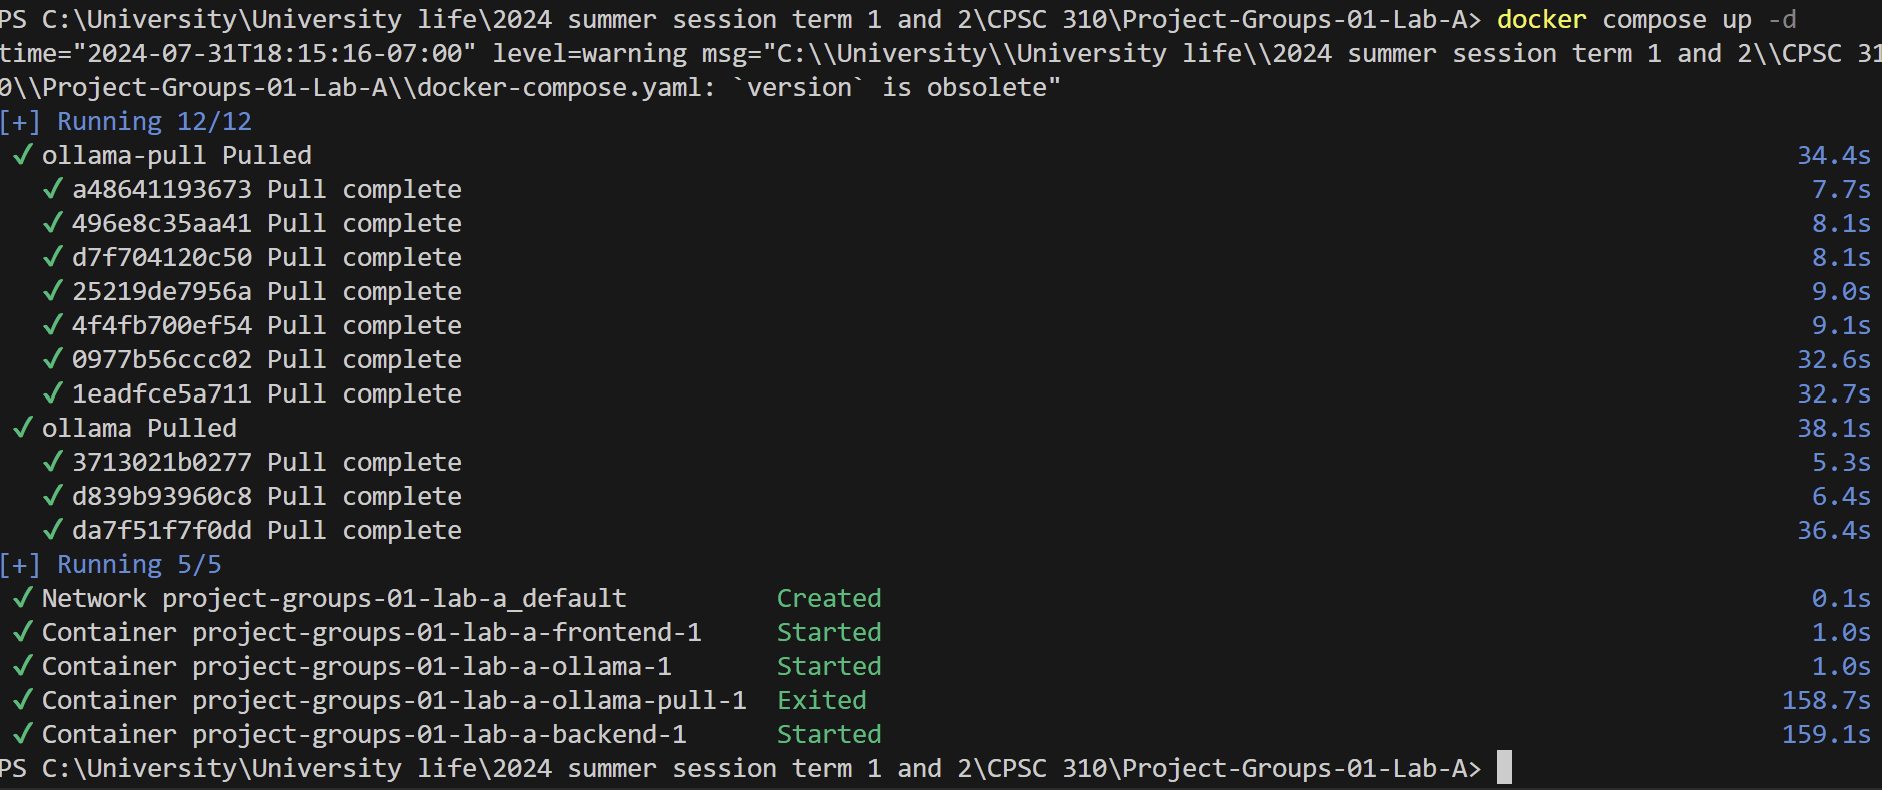 PS C:\University\University life\2024 summer session term 1 and 2\CPSC 310\Project-Groups-01-Lab-A> docker compose up -d
time="2024-07-31T18:15:16-07:00" level=warning msg="C:\\University\\University life\\2024 summer session term 1 and 2\\CPSC 31
0\\Project-Groups-01-Lab-A\\docker-compose.yaml: `version` is obsolete"
[+] Running 12/12
✓ ollama-pull Pulled 34.4s
✓ a48641193673 Pull complete 7.7s
✓ 496e8c35aa41 Pull complete 8.1s
✓ d7f704120c50 Pull complete 8.1s
✓ 25219de7956a Pull complete 9.0s
✓ 4f4fb700ef54 Pull complete 9.1s
✓ 0977b56ccc02 Pull complete 32.6s
✓ 1eadfce5a711 Pull complete 32.7s
✓ ollama Pulled 38.1s
✓ 3713021b0277 Pull complete 5.3s
✓ d839b93960c8 Pull complete 6.4s
✓ da7f51f7f0dd Pull complete 36.4s
[+] Running 5/5
✓ Network project-groups-01-lab-a_default Created 0.1s
✓ Container project-groups-01-lab-a-frontend-1 Started 1.0s
✓ Container project-groups-01-lab-a-ollama-1 Started 1.0s
✓ Container project-groups-01-lab-a-ollama-pull-1 Exited 158.7s
✓ Container project-groups-01-lab-a-backend-1 Started 159.1s
PS C:\University\University life\2024 summer session term 1 and 2\CPSC 310\Project-Groups-01-Lab-A>